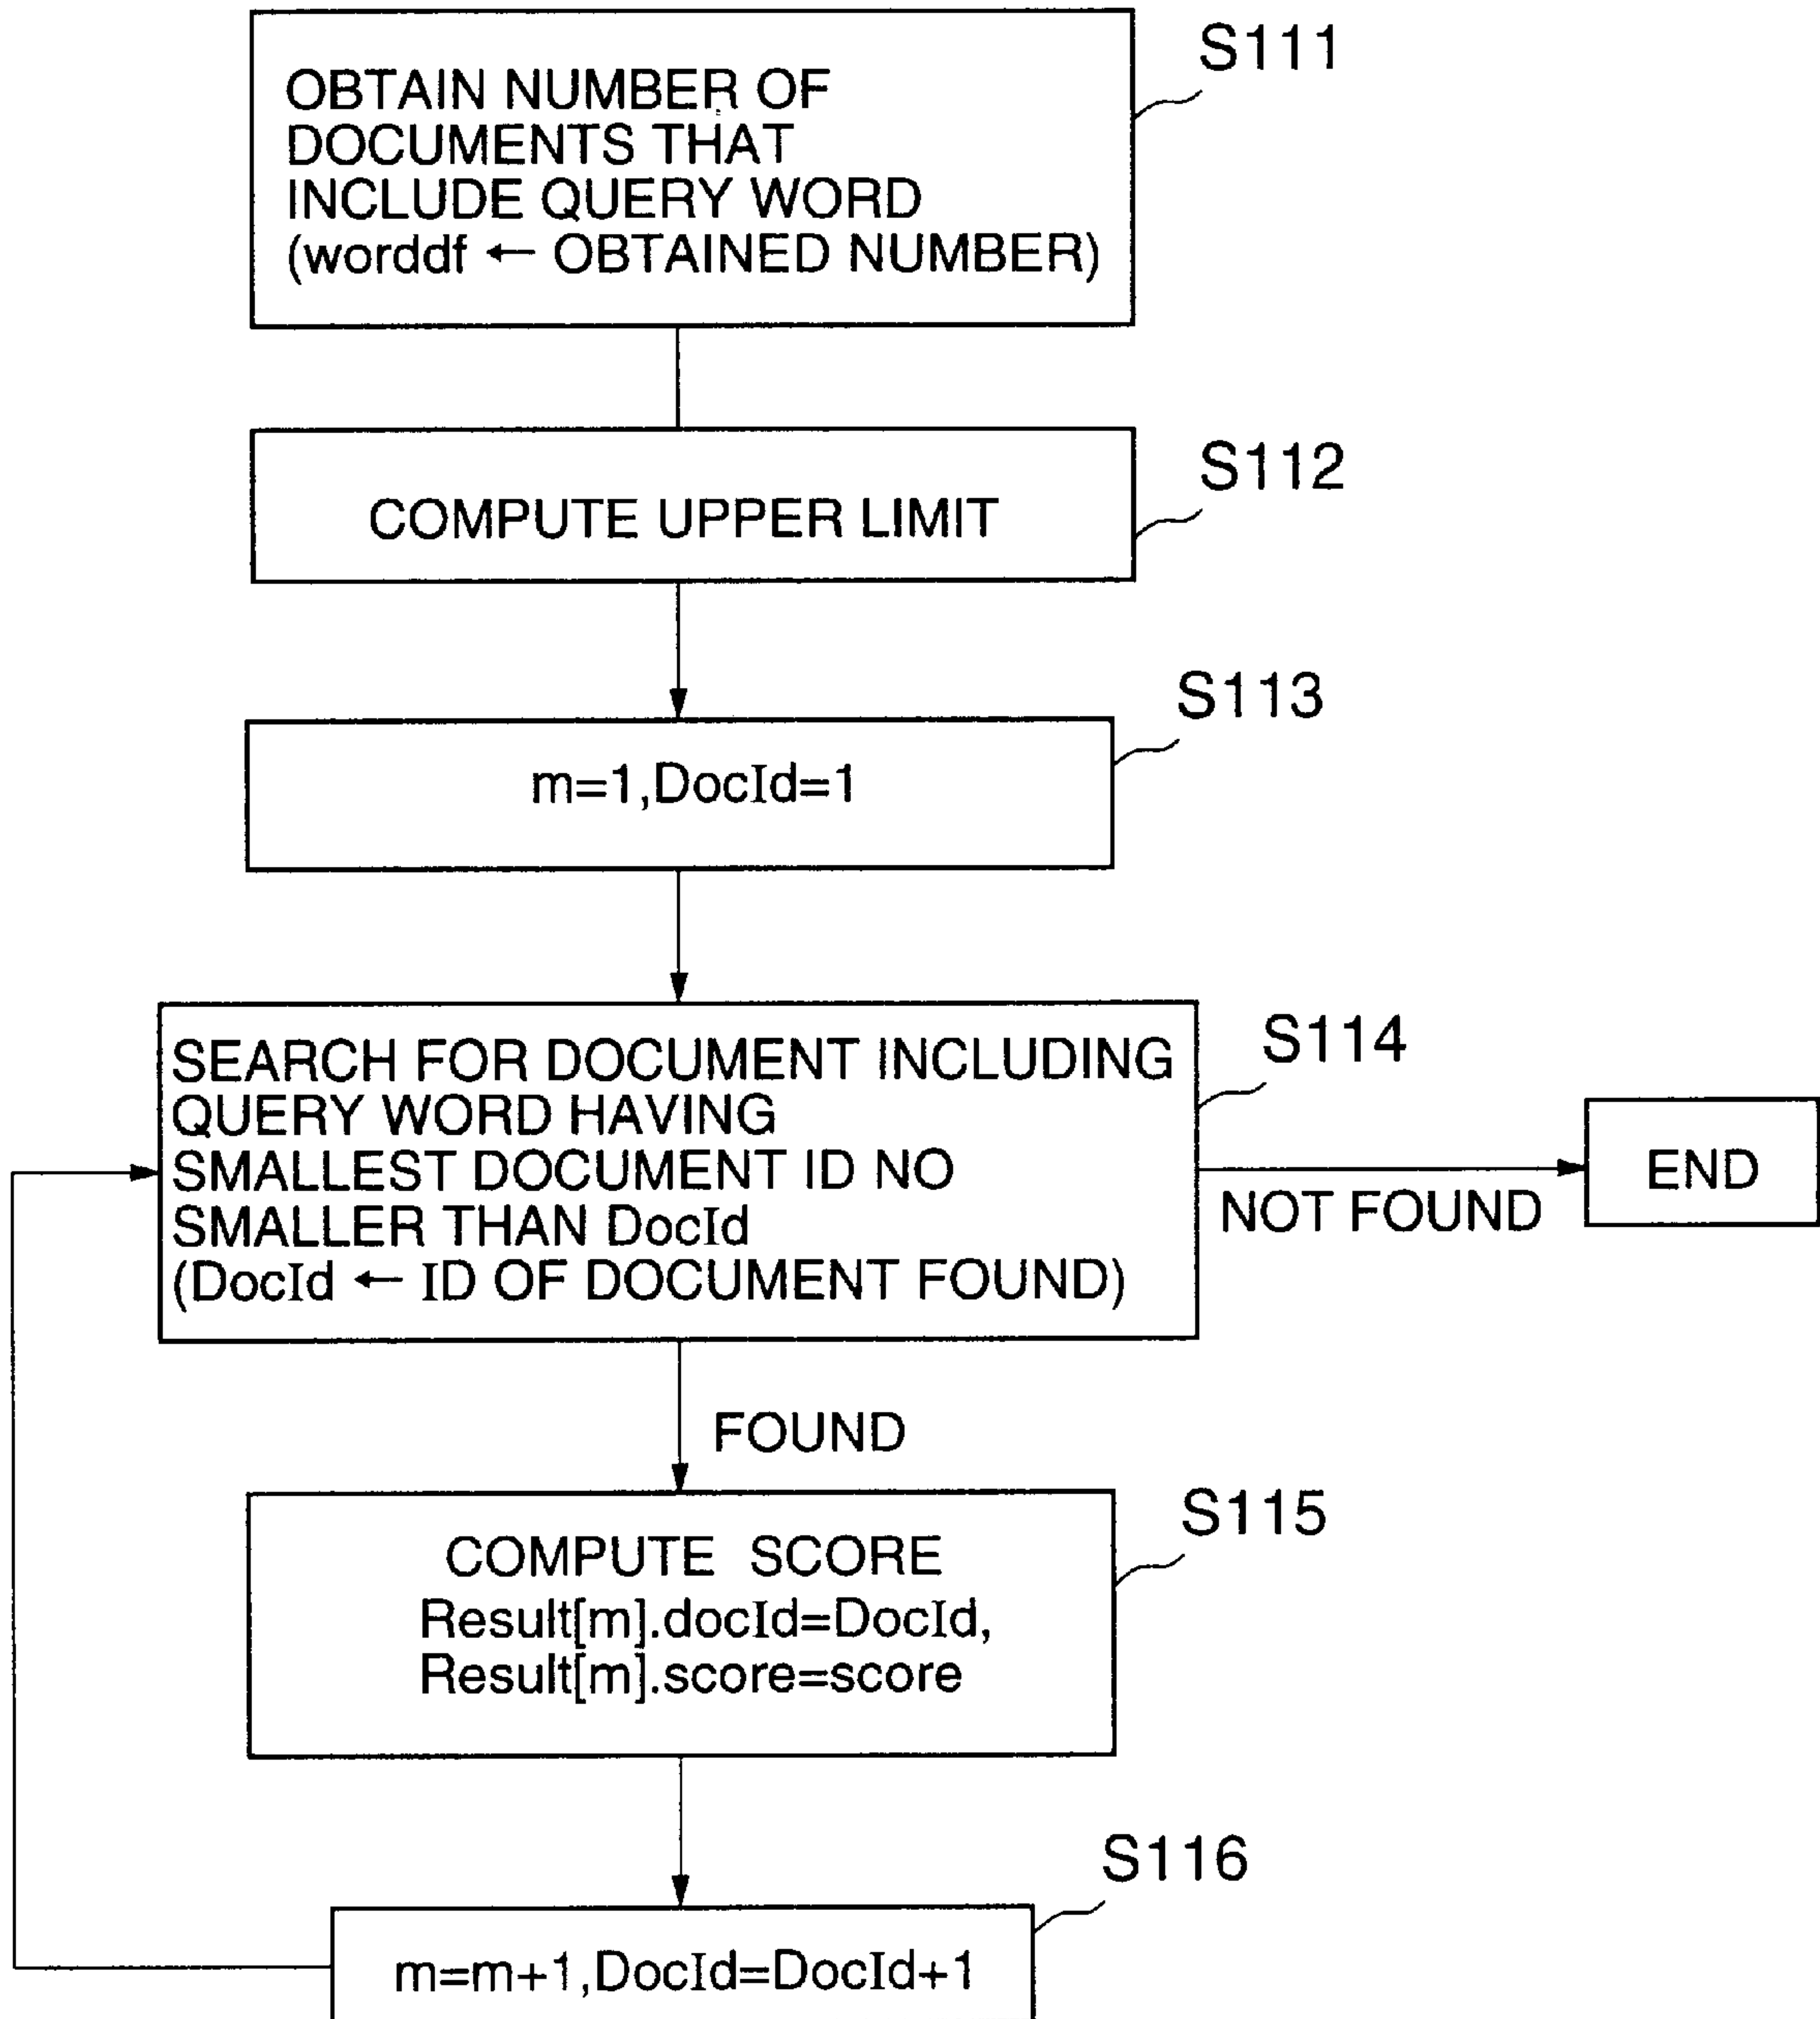 S111
OBTAIN NUMBER OF
DOCUMENTS THAT
INCLUDE QUERY WORD
(worddf ← OBTAINED NUMBER)
S112
COMPUTE UPPER LIMIT
S113
m=1,DocId=1
S114
SEARCH FOR DOCUMENT INCLUDING
QUERY WORD HAVING
SMALLEST DOCUMENT ID NO
SMALLER THAN DocId
(DocId ← ID OF DOCUMENT FOUND)
NOT FOUND
END
FOUND
S115
COMPUTE SCORE
Result[m].docId=DocId,
Result[m].score=score
S116
m=m+1,DocId=DocId+1